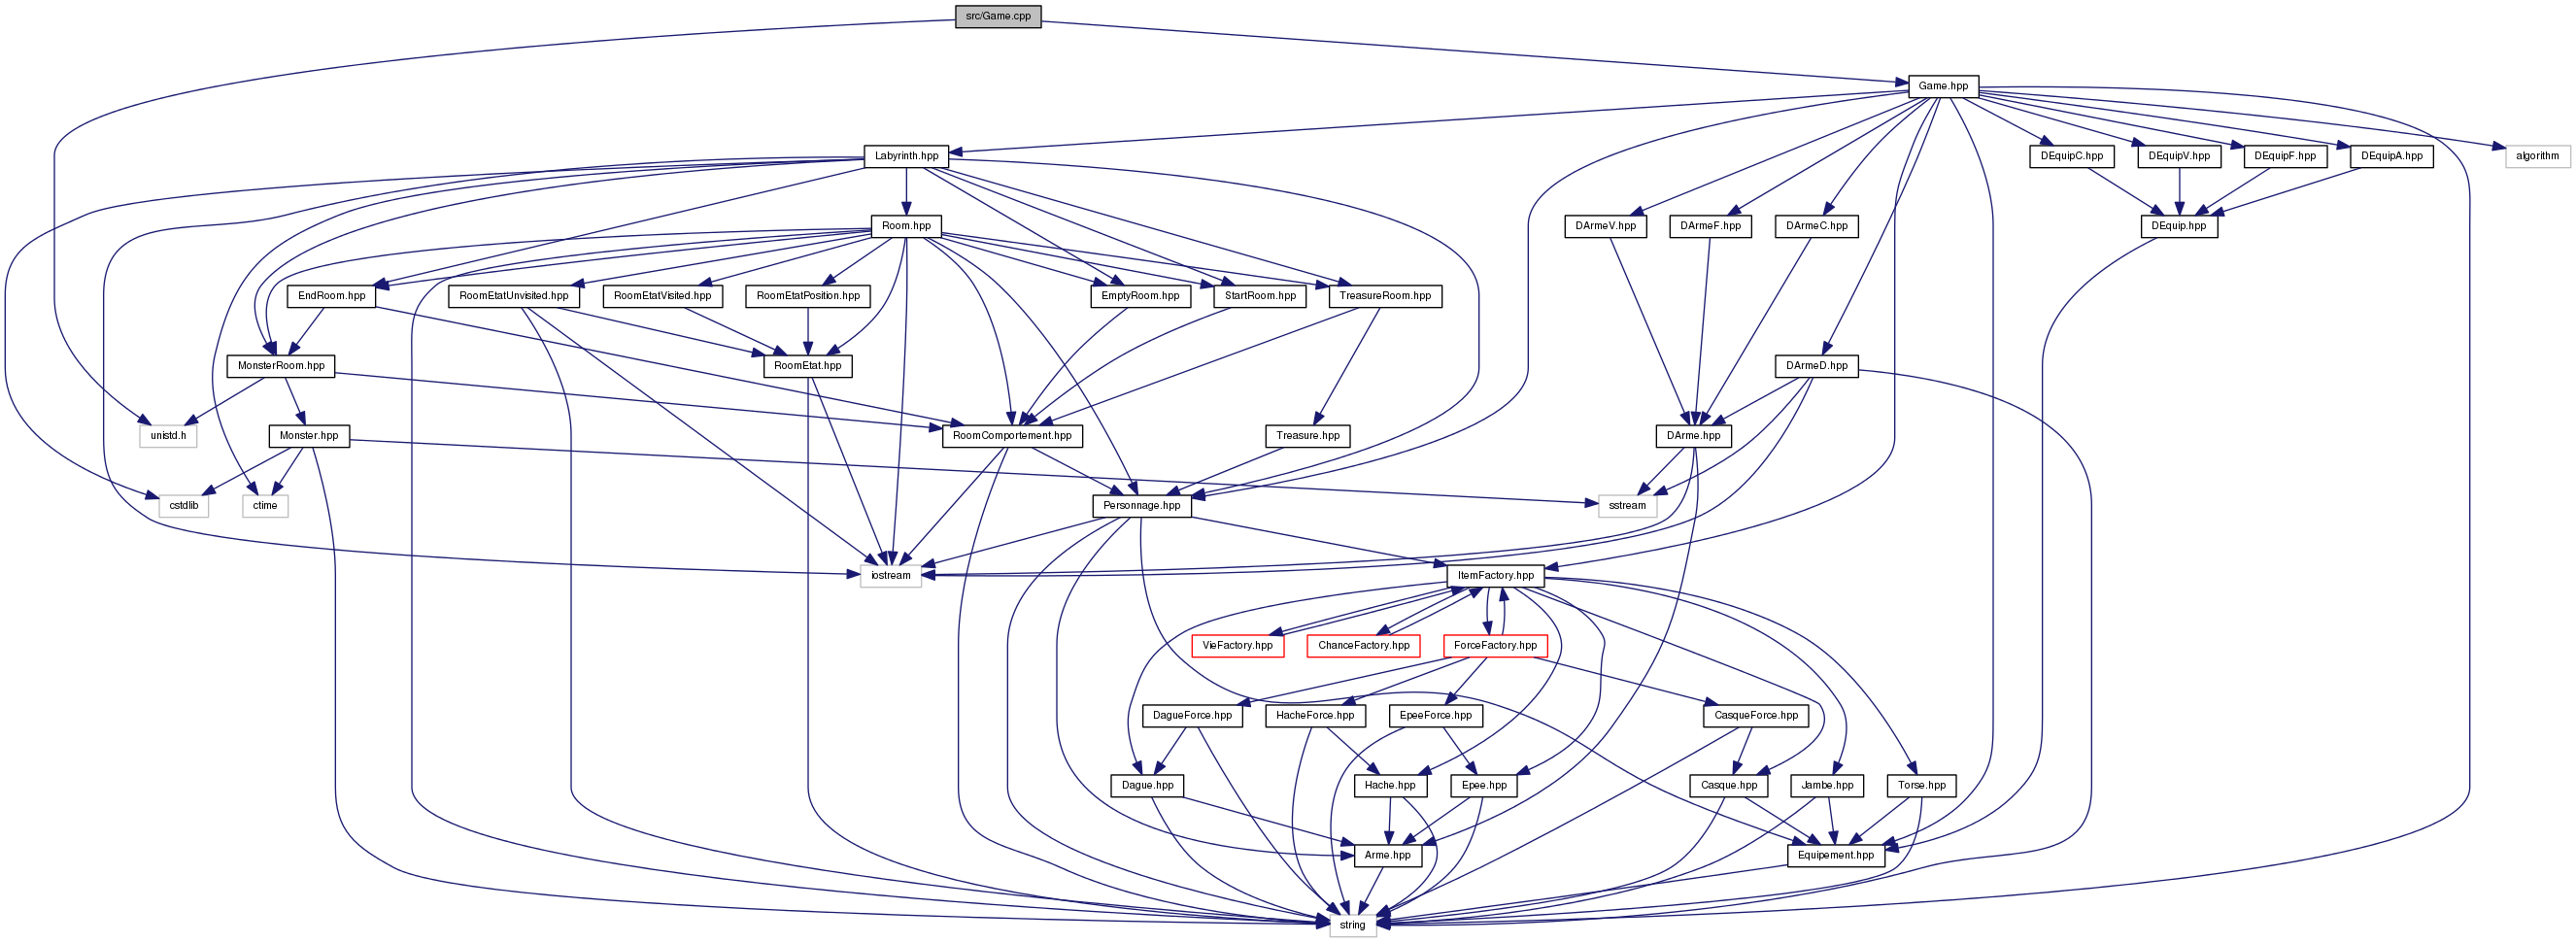 src/Game.cpp
Game.hpp
Labyrinth.hpp
DEquipC.hpp
DEquipV.hpp
DEquipF.hpp
DEquipA.hpp
algorithm
Room.hpp
DArmeV.hpp
DArmeF.hpp
DArmeC.hpp
DEquip.hpp
EndRoom.hpp
RoomEtatUnvisited.hpp
RoomEtatVisited.hpp
RoomEtatPosition.hpp
EmptyRoom.hpp
StartRoom.hpp
TreasureRoom.hpp
MonsterRoom.hpp
RoomEtat.hpp
DArmeD.hpp
unistd.h
Monster.hpp
RoomComportement.hpp
Treasure.hpp
DArme.hpp
cstdlib
ctime
Personnage.hpp
sstream
iostream
ItemFactory.hpp
VieFactory.hpp
ChanceFactory.hpp
ForceFactory.hpp
DagueForce.hpp
HacheForce.hpp
EpeeForce.hpp
CasqueForce.hpp
Dague.hpp
Hache.hpp
Epee.hpp
Casque.hpp
Jambe.hpp
Torse.hpp
Arme.hpp
Equipement.hpp
string